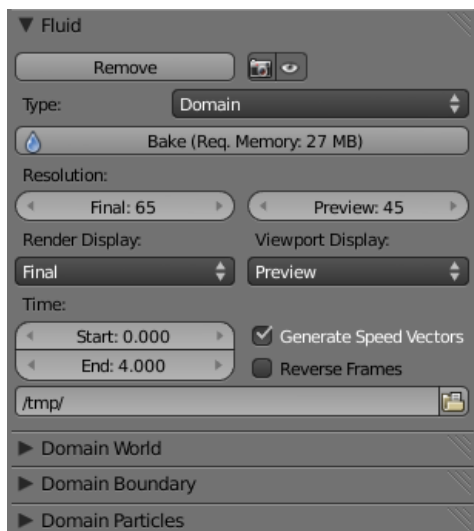 Fluid
Remove
Type: Domain
Bake (Req. Memory: 27 MB)
Resolution:
Final: 65 Preview: 45
Render Display: Viewport Display:
Final Preview
Time:
Start: 0.000 Generate Speed Vectors
End: 4.000 Reverse Frames
/tmp/
Domain World
Domain Boundary
Domain Particles